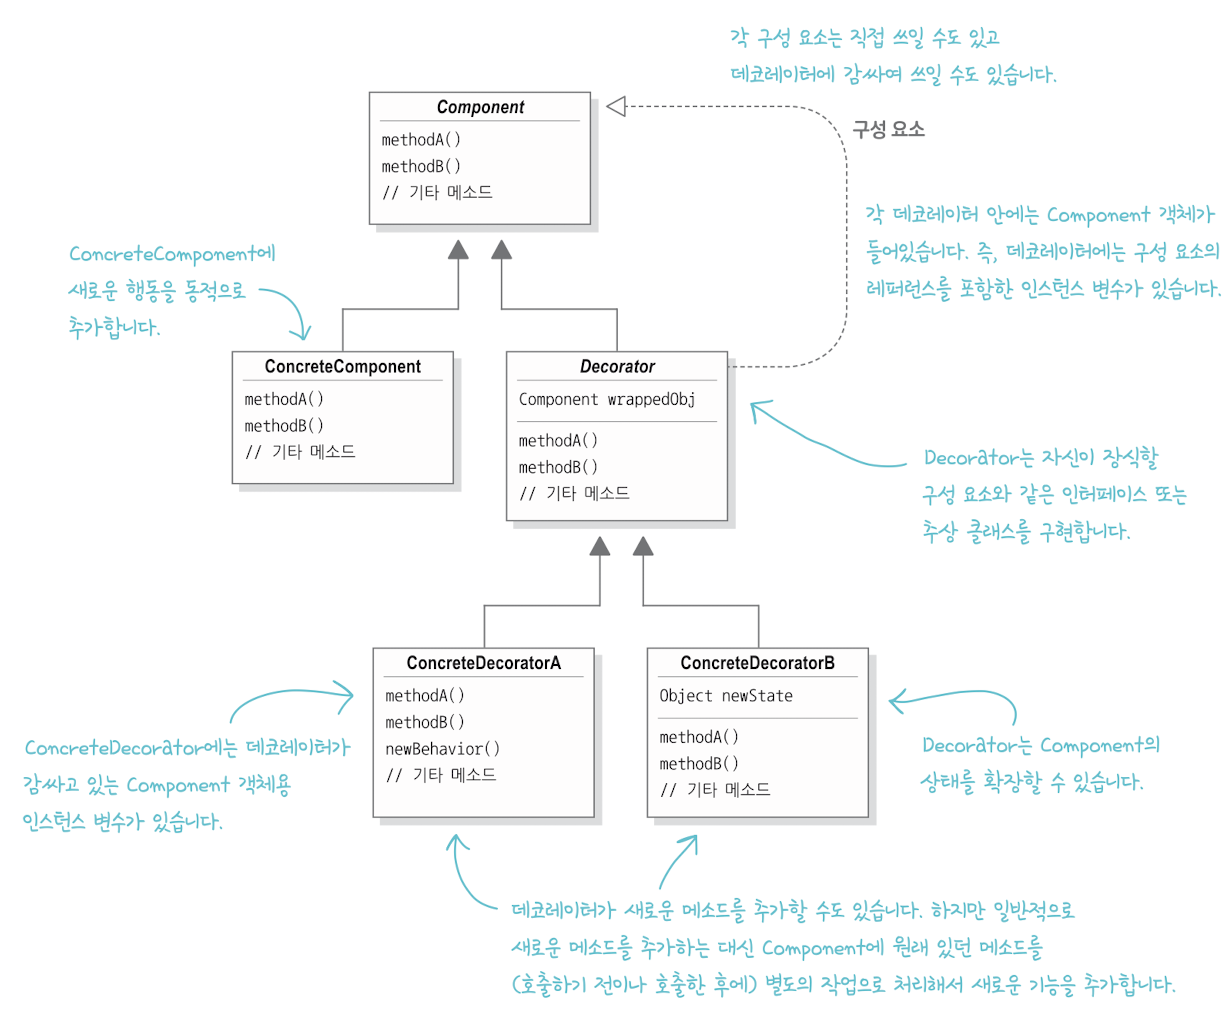 각 구성 요소는 직접 쓰일 수도 있고
데코레이터에 감싸여 쓰일 수도 있습니다.
Component
methodA()
methodB()
// 기타 메소드
구성 요소
각 데코레이터 안에는 Component 객체가
들어있습니다. 즉, 데코레이터에는 구성 요소의
레퍼런스를 포함한 인스턴스 변수가 있습니다.
ConcreteComponent에
새로운 행동을 동적으로
추가합니다.
ConcreteComponent
methodA()
methodB()
// 기타 메소드
Decorator
Component wrappedObj
methodA()
methodB()
// 기타 메소드
Decorator는 자신이 장식할
구성 요소와 같은 인터페이스 또는
추상 클래스를 구현합니다.
ConcreteDecoratorA
methodA()
methodB()
newBehavior()
// 기타 메소드
ConcreteDecoratorB
Object newState
methodA()
methodB()
// 기타 메소드
ConcreteDecorator에는 데코레이터가
감싸고 있는 Component 객체용
인스턴스 변수가 있습니다.
Decorator는 Component의
상태를 확장할 수 있습니다.
데코레이터가 새로운 메소드를 추가할 수도 있습니다. 하지만 일반적으로
새로운 메소드를 추가하는 대신 Component에 원래 있던 메소드를
(호출하기 전이나 호출한 후에) 별도의 작업으로 처리해서 새로운 기능을 추가합니다.